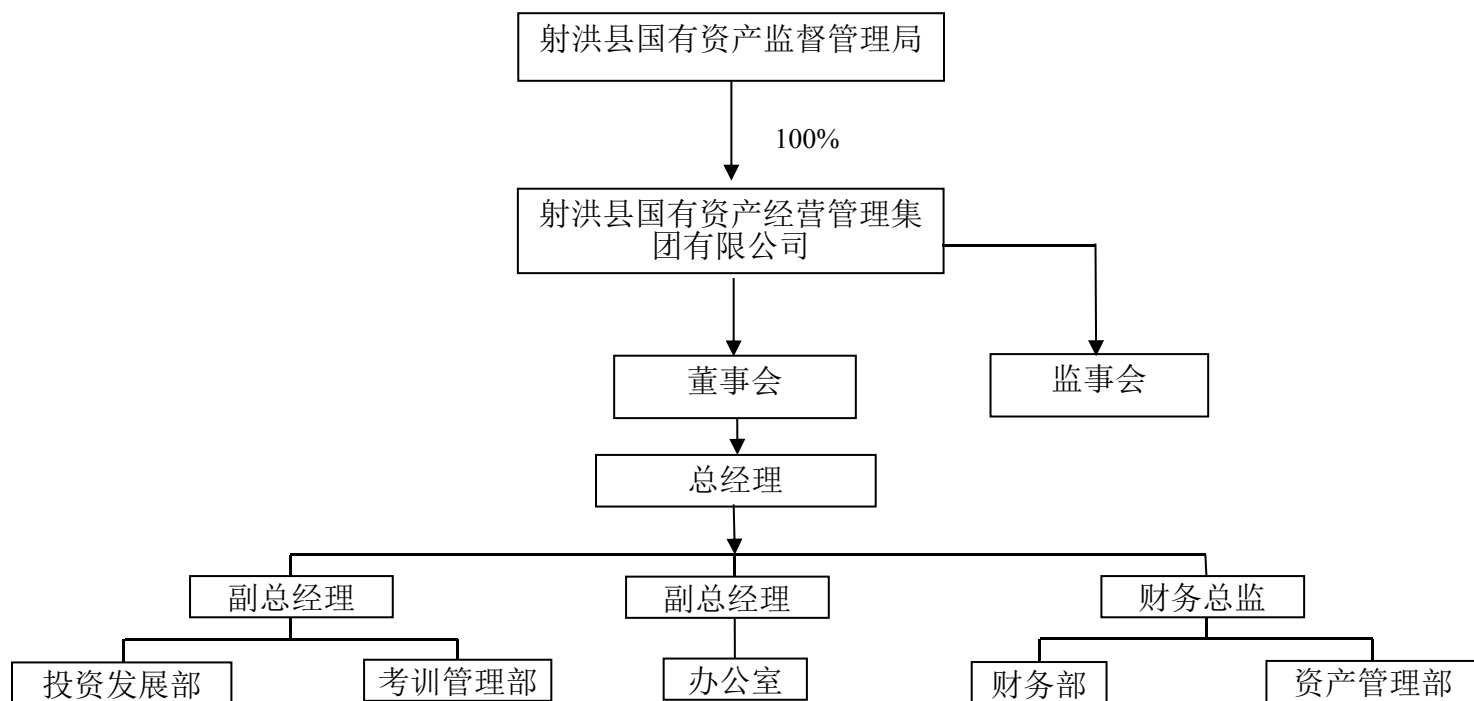 射洪县国有资产监督管理局
100%
射洪县国有资产经营管理集
团有限公司
董事会
监事会
总经理
副总经理
副总经理
财务总监
投资发展部
考训管理部
办公室
财务部
资产管理部